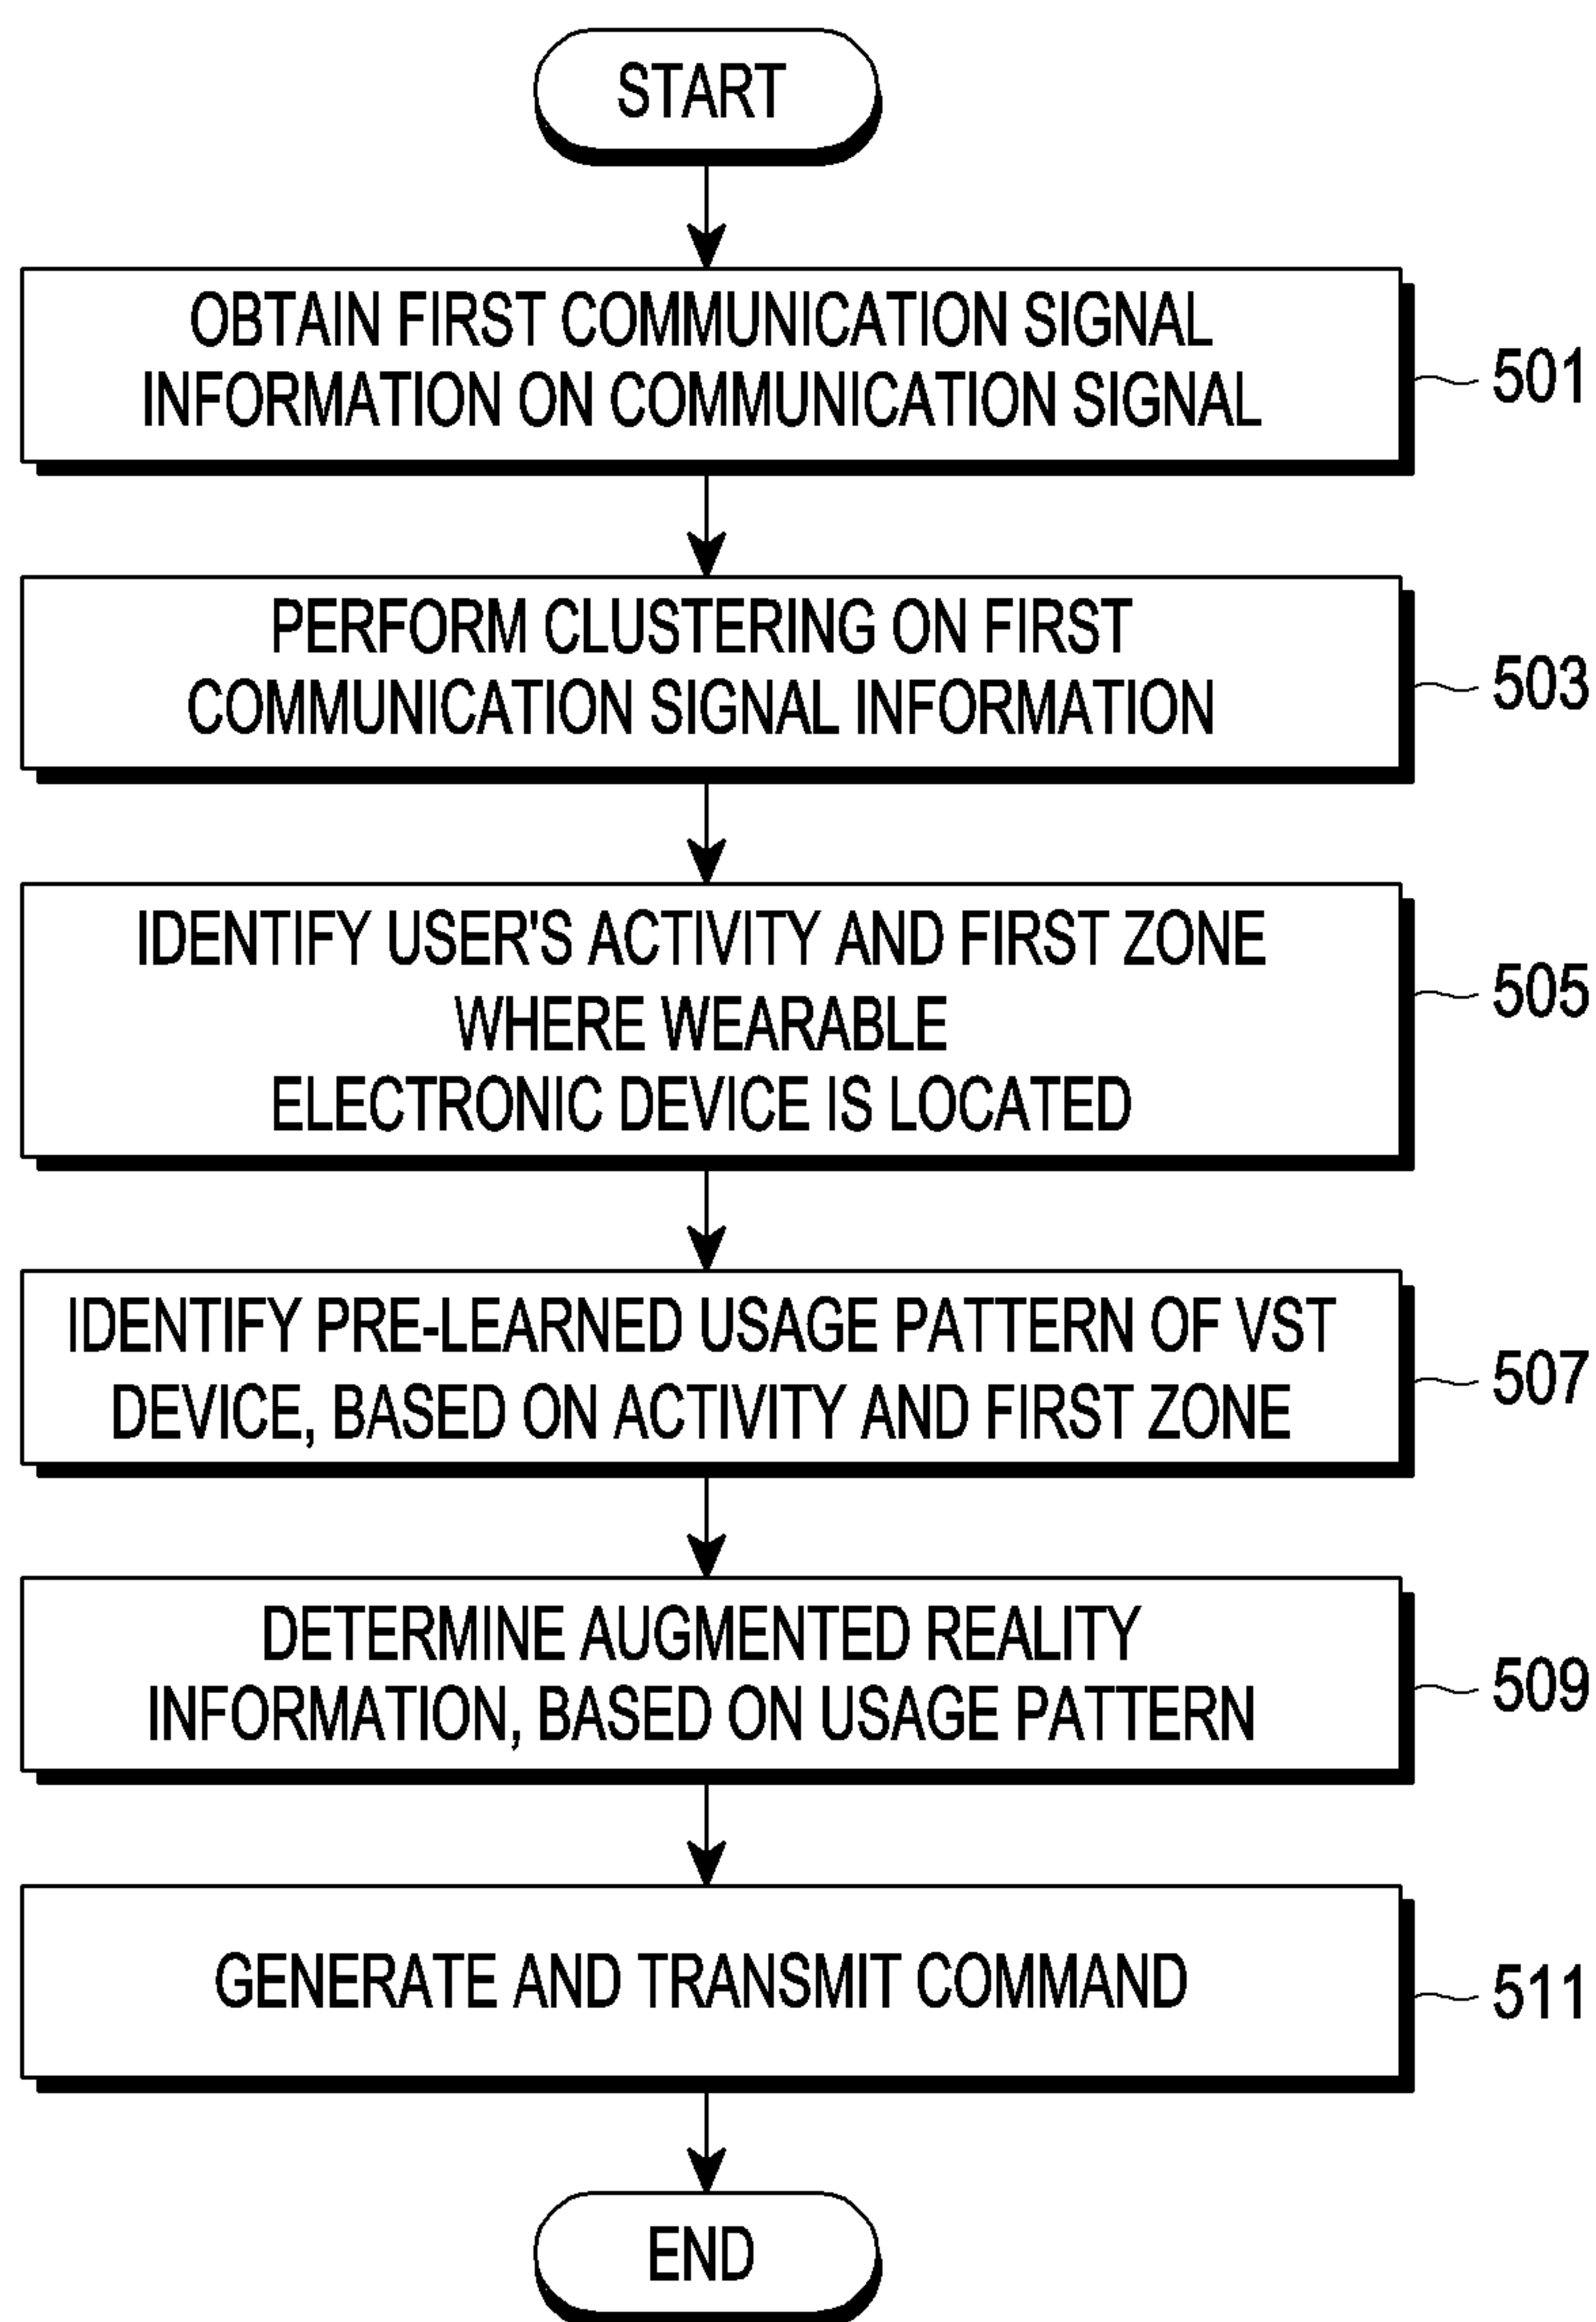 START
OBTAIN FIRST COMMUNICATION SIGNAL
INFORMATION ON COMMUNICATION SIGNAL
501
PERFORM CLUSTERING ON FIRST
COMMUNICATION SIGNAL INFORMATION
503
IDENTIFY USER'S ACTIVITY AND FIRST ZONE
WHERE WEARABLE
ELECTRONIC DEVICE IS LOCATED
505
IDENTIFY PRE-LEARNED USAGE PATTERN OF VST
DEVICE, BASED ON ACTIVITY AND FIRST ZONE
507
DETERMINE AUGMENTED REALITY
INFORMATION, BASED ON USAGE PATTERN
509
GENERATE AND TRANSMIT COMMAND
511
END